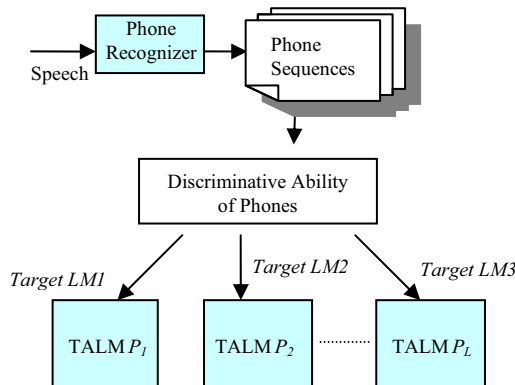 Phone
Recognizer
Speech
Phone
Sequences
Discriminative Ability
of Phones
Target LM1
Target LM2
Target LM3
TALM P1
TALM P2
TALM PL